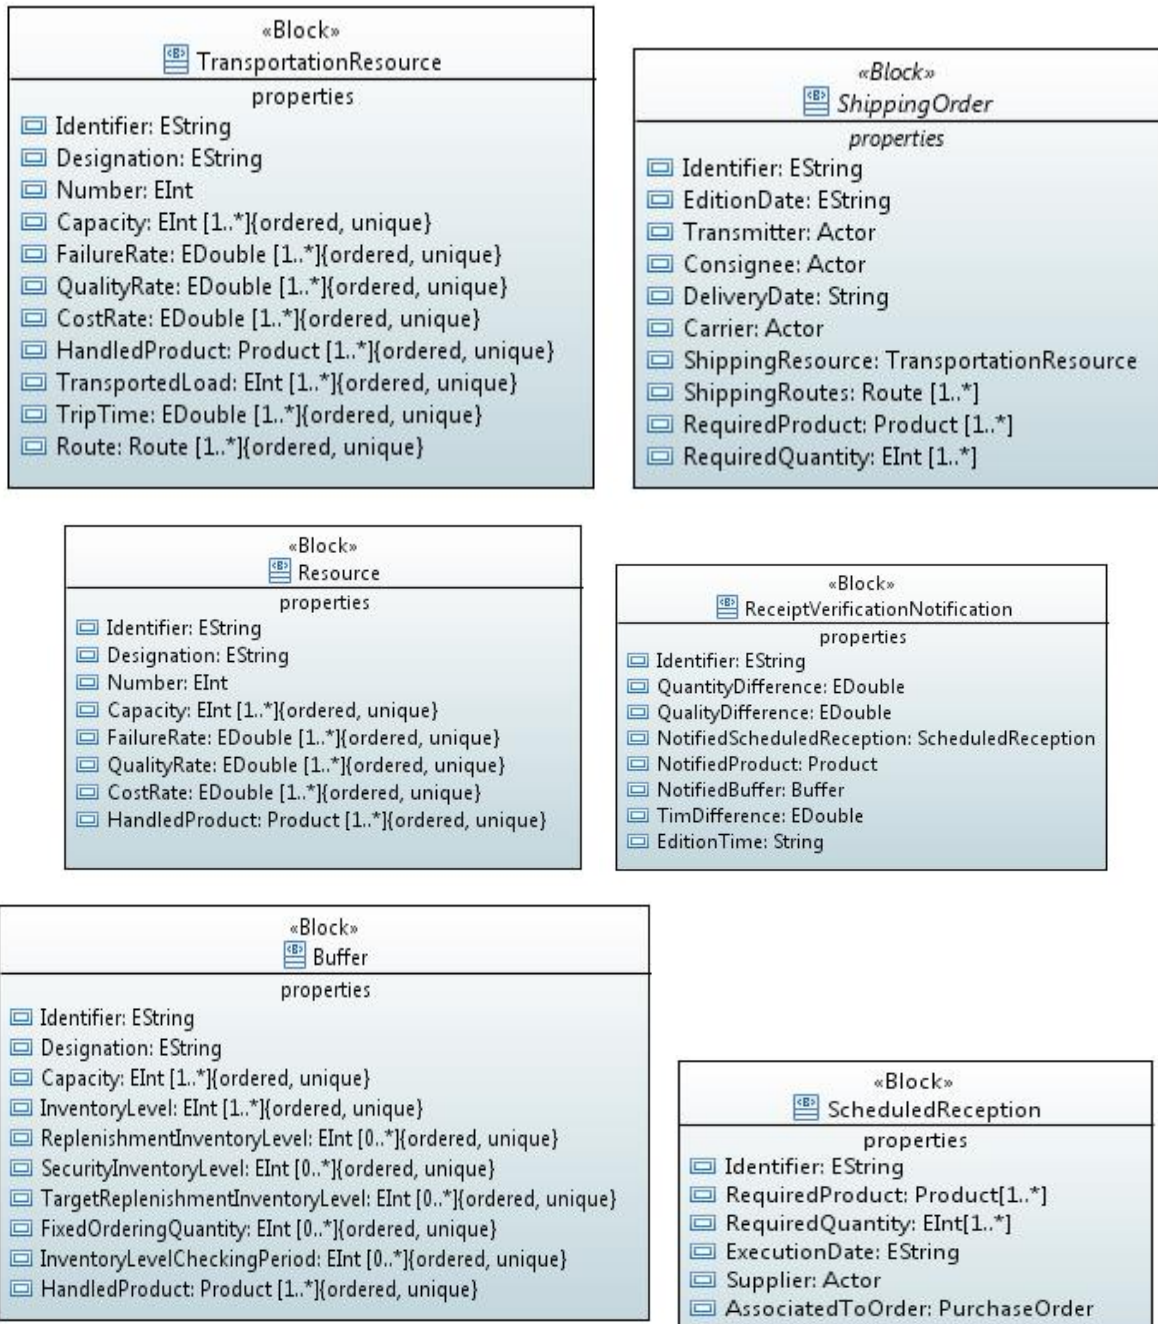 «Block»
TransportationResource
properties
Identifier: EString
Designation: EString
Number: EInt
Capacity: EInt [1..*]{ordered, unique}
FailureRate: EDouble [1..*]{ordered, unique}
QualityRate: EDouble [1..*]{ordered, unique}
CostRate: EDouble [1..*]{ordered, unique}
HandledProduct: Product [1..*]{ordered, unique}
TransportedLoad: EInt [1..*]{ordered, unique}
TripTime: EDouble [1..*]{ordered, unique}
Route: Route [1..*]{ordered, unique}
«Block»
ShippingOrder
properties
Identifier: EString
EditionDate: EString
Transmitter: Actor
Consignee: Actor
DeliveryDate: String
Carrier: Actor
ShippingResource: TransportationResource
ShippingRoutes: Route [1..*]
RequiredProduct: Product [1..*]
RequiredQuantity: EInt [1..*]
«Block»
Resource
properties
Identifier: EString
Designation: EString
Number: EInt
Capacity: EInt [1..*]{ordered, unique}
FailureRate: EDouble [1..*]{ordered, unique}
QualityRate: EDouble [1..*]{ordered, unique}
CostRate: EDouble [1..*]{ordered, unique}
HandledProduct: Product [1..*]{ordered, unique}
«Block»
ReceiptVerificationNotification
properties
Identifier: EString
QuantityDifference: EDouble
QualityDifference: EDouble
NotifiedScheduledReception: ScheduledReception
NotifiedProduct: Product
NotifiedBuffer: Buffer
TimDifference: EDouble
EditionTime: String
«Block»
Buffer
properties
Identifier: EString
Designation: EString
Capacity: EInt [1..*]{ordered, unique}
InventoryLevel: EInt [1..*]{ordered, unique}
ReplenishmentInventoryLevel: EInt [0..*]{ordered, unique}
SecurityInventoryLevel: EInt [0..*]{ordered, unique}
TargetReplenishmentInventoryLevel: EInt [0..*]{ordered, unique}
FixedOrderingQuantity: EInt [0..*]{ordered, unique}
InventoryLevelCheckingPeriod: EInt [0..*]{ordered, unique}
HandledProduct: Product [1..*]{ordered, unique}
«Block»
ScheduledReception
properties
Identifier: EString
RequiredProduct: Product[1..*]
RequiredQuantity: EInt[1..*]
ExecutionDate: EString
Supplier: Actor
AssociatedToOrder: PurchaseOrder